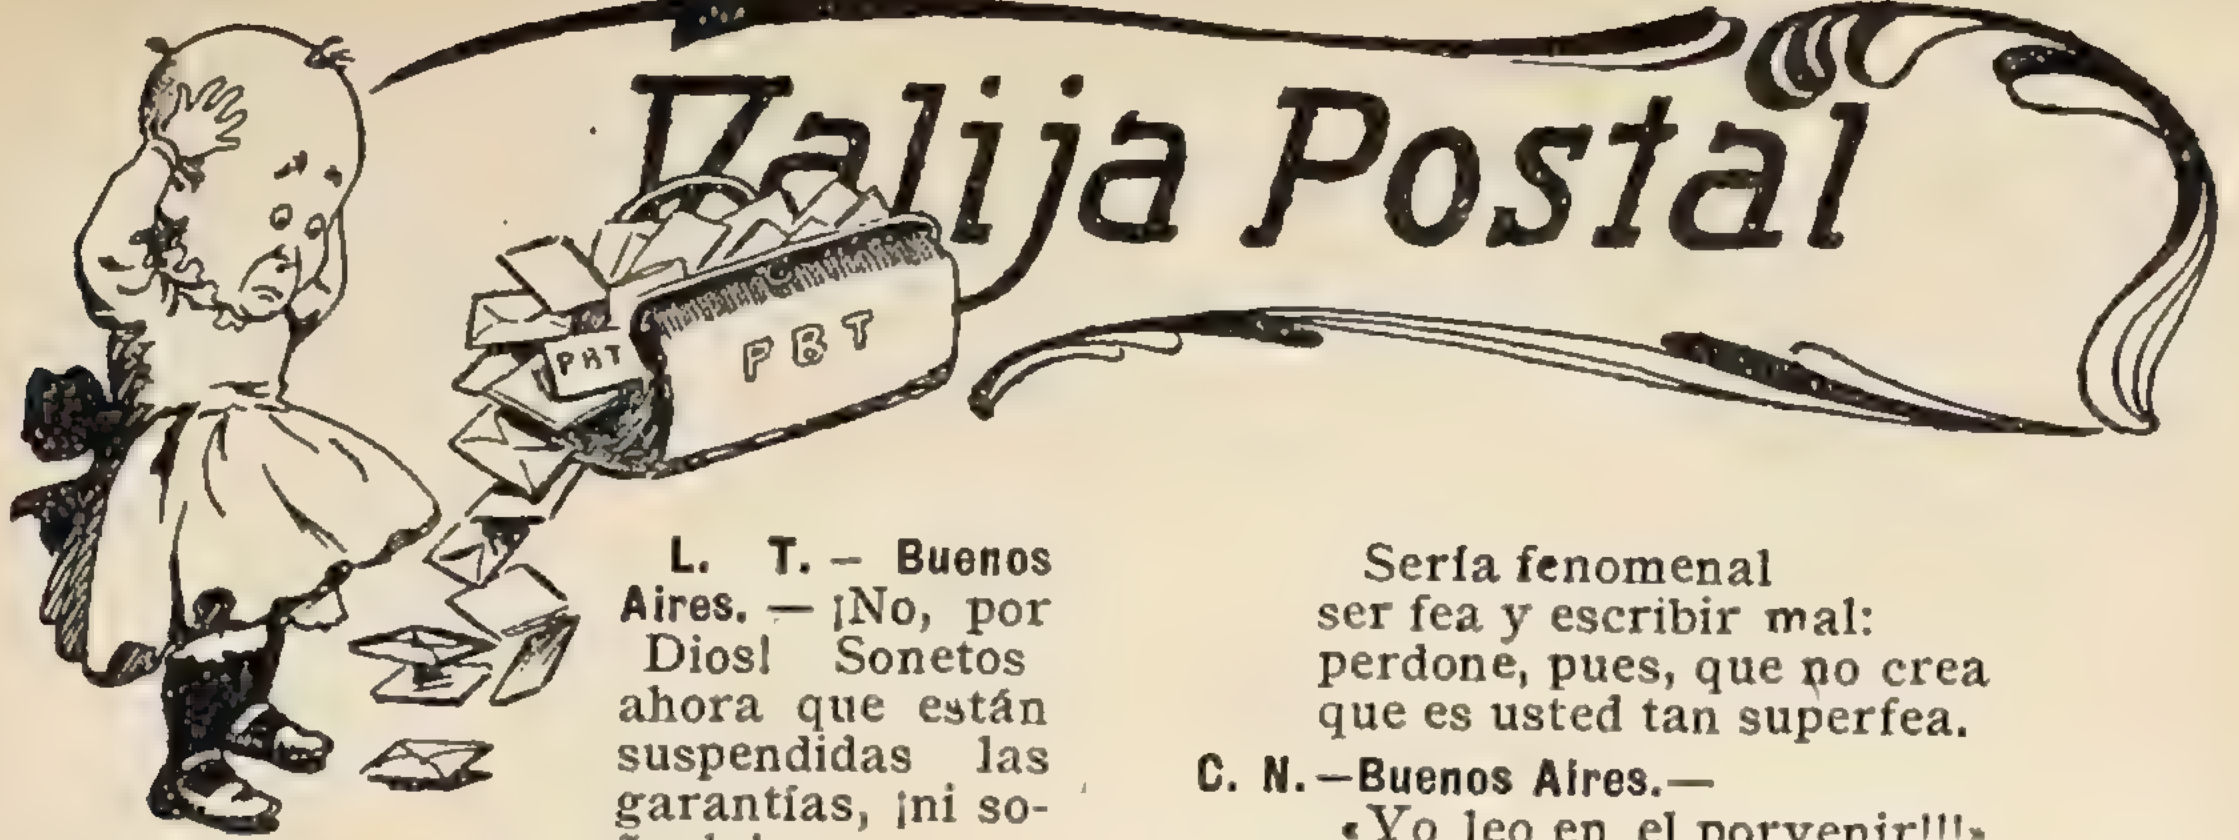 Valija Postal
PBT
PBT
L. T. – Buenos
Aires. — ¡No, por
Dios! Sonetos
ahora que están
suspendidas las
garantías, ¡ni so-
Sería fenomenal
ser fea y escribir mal:
perdone, pues, que no crea
que es usted tan superfea.
C. N.—Buenos Aires.—
«Yo leo en el porvenir!!!»